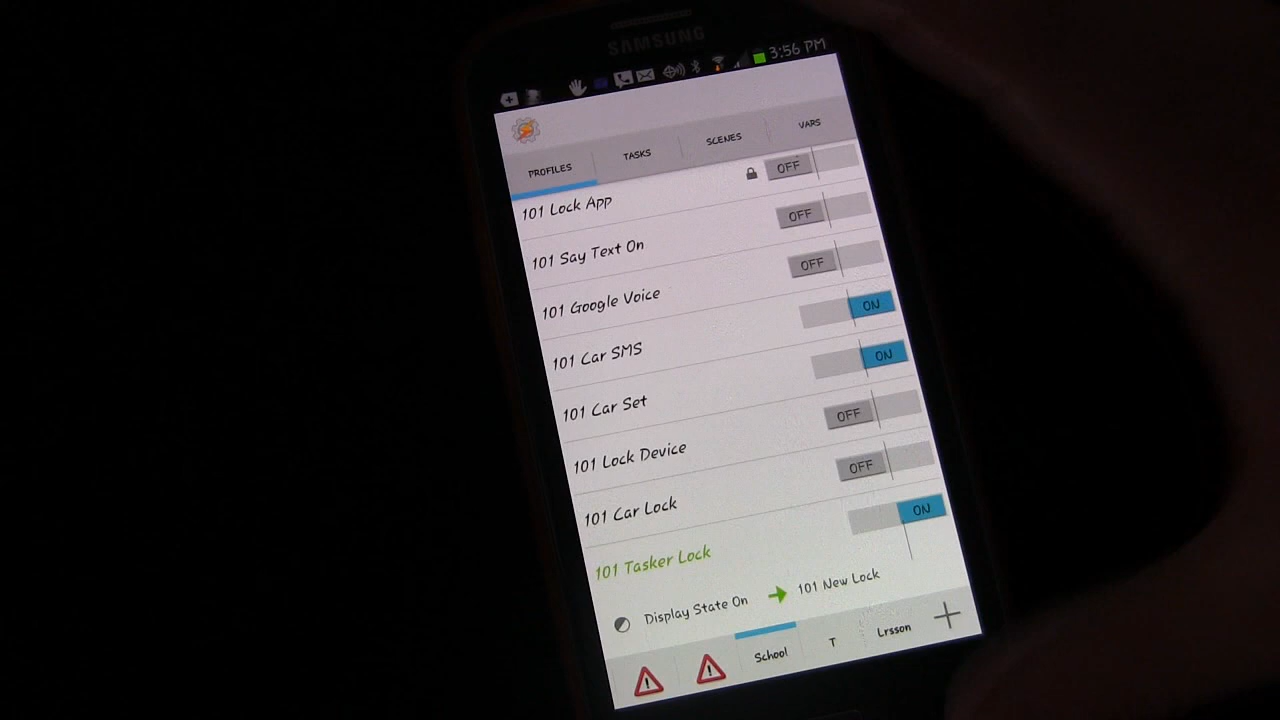 SAMSUNG
3:56 PM
PROFILES TASKS SCENES VARS
OFF
101 Lock App
OFF
101 Say Text On
OFF
101 Google Voice
ON
101 Car SMS
ON
101 Car Set
OFF
101 Lock Device
OFF
101 Car Lock
ON
101 Tasker Lock
Display State On 101 New Lock
School T Lrsson